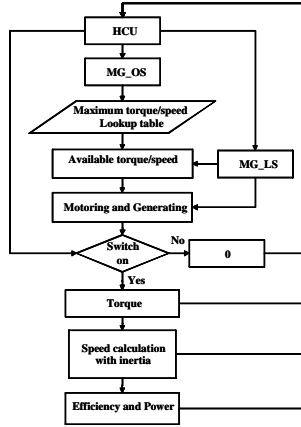 HCU
MG_OS
Maximum torque/speed
Lookup table
Available torque/speed
MG_LS
Motoring and Generating
Switch
on
No
0
Yes
Torque
Speed calculation
with inertia
Efficiency and Power